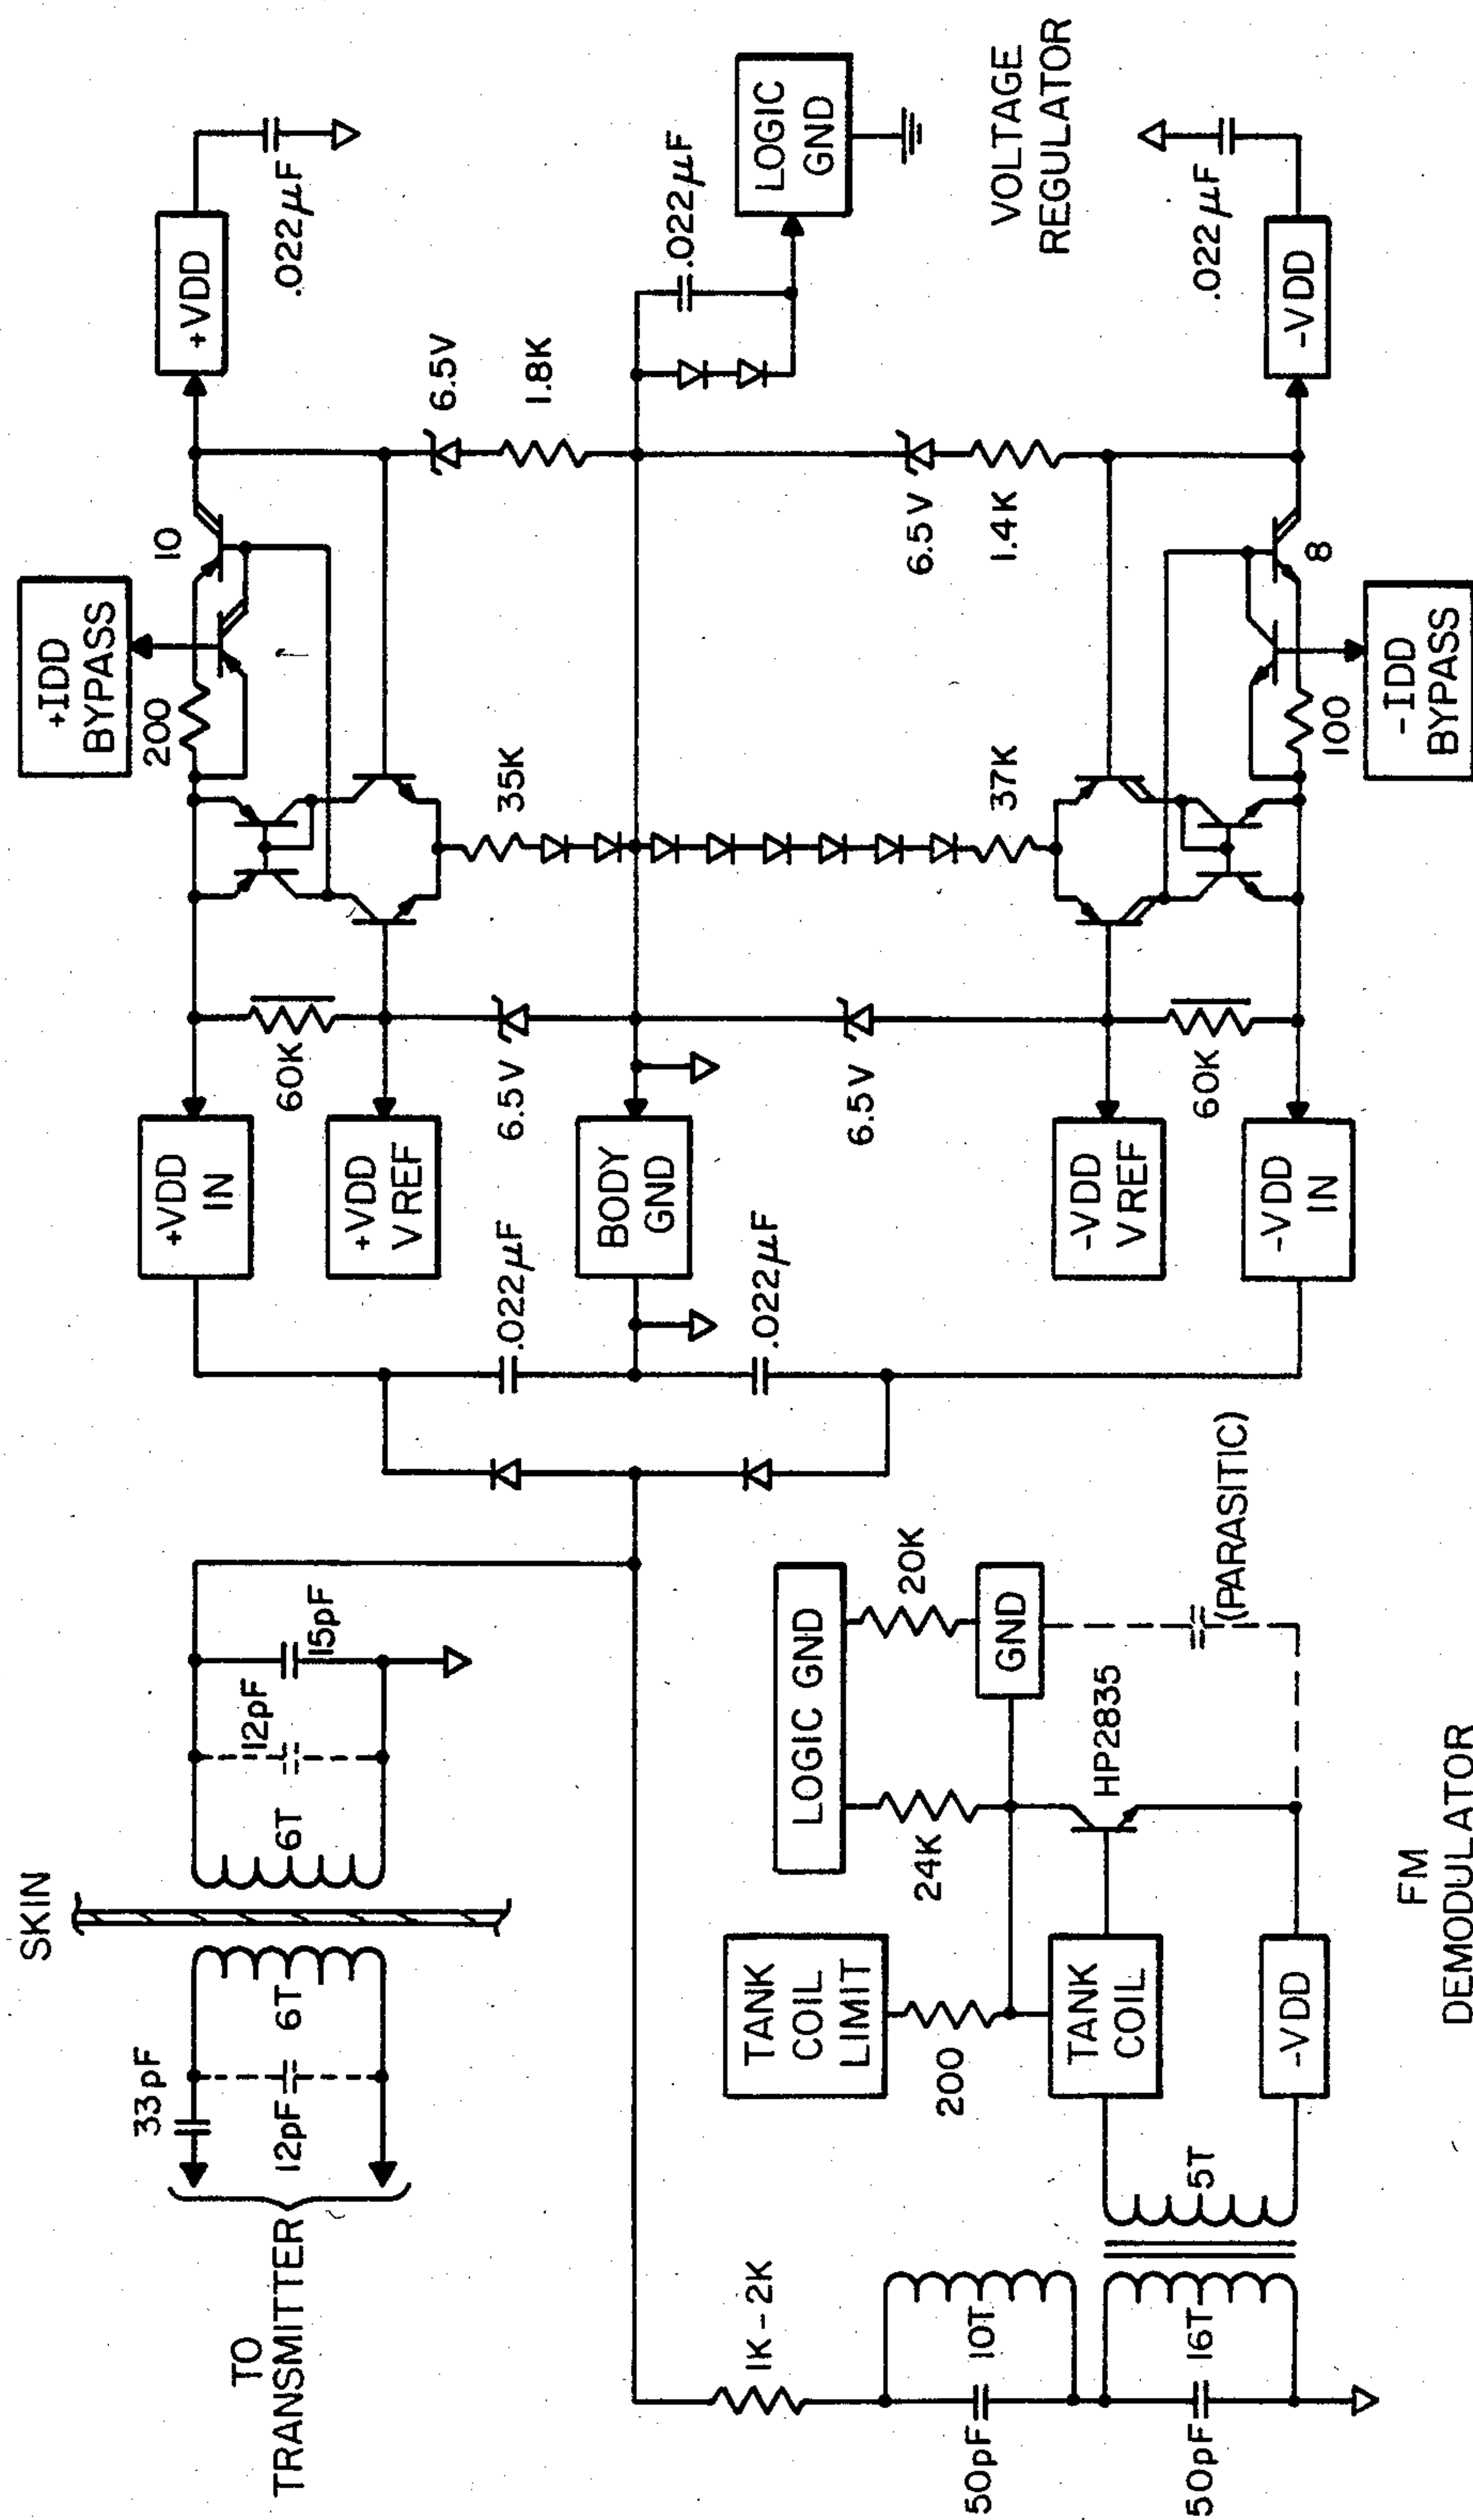 SKIN
TO
TRANSMITTER
33pF
12pF
6T
6T
12pF
15pF
+VDD
IN
60K
+VDD
VREF
6.5V
BODY
GND
.022µF
.022µF
6.5V
-VDD
VREF
60K
-VDD
IN
+IDD
BYPASS
200
10
35K
37K
100
8
-IDD
BYPASS
+VDD
.022µF
6.5V
1.8K
.022µF
LOGIC
GND
6.5V
1.4K
VOLTAGE
REGULATOR
.022µF
-VDD
1K-2K
50pF
10T
50pF
16T
5T
TANK
COIL
LIMIT
200
TANK
COIL
-VDD
LOGIC GND
24K
20K
GND
HP2835
(PARASITIC)
FM
DEMODULATOR